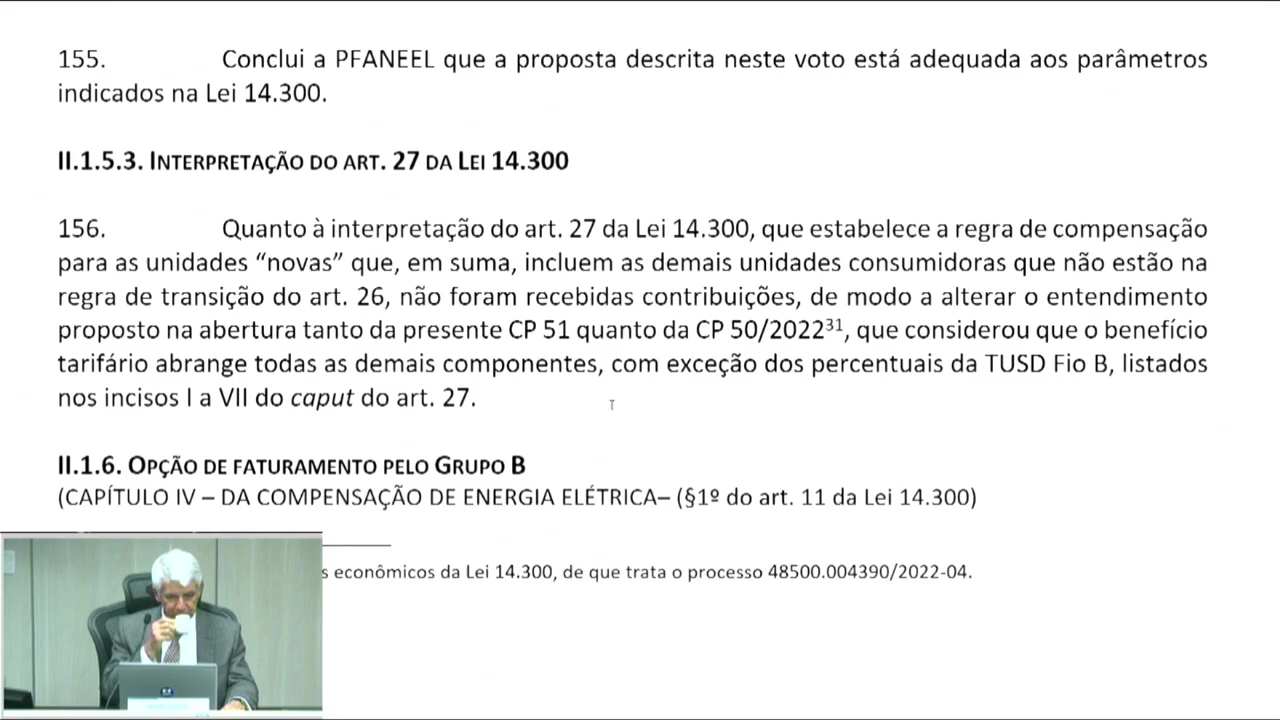 155. Conclui a PFANEEL que a proposta descrita neste voto está adequada aos parâmetros
indicados na Lei 14.300.
II.1.5.3. INTERPRETAÇÃO DO ART. 27 DA LEI 14.300
156. Quanto à interpretação do art. 27 da Lei 14.300, que estabelece a regra de compensação
para as unidades “novas” que, em suma, incluem as demais unidades consumidoras que não estão na
regra de transição do art. 26, não foram recebidas contribuições, de modo a alterar o entendimento
proposto na abertura tanto da presente CP 51 quanto da CP 50/2022³¹, que considerou que o benefício
tarifário abrange todas as demais componentes, com exceção dos percentuais da TUSD Fio B, listados
nos incisos I a VII do caput do art. 27.
II.1.6. OPÇÃO DE FATURAMENTO PELO GRUPO B
(CAPÍTULO IV – DA COMPENSAÇÃO DE ENERGIA ELÉTRICA– (§1º do art. 11 da Lei 14.300)
s econômicos da Lei 14.300, de que trata o processo 48500.004390/2022-04.